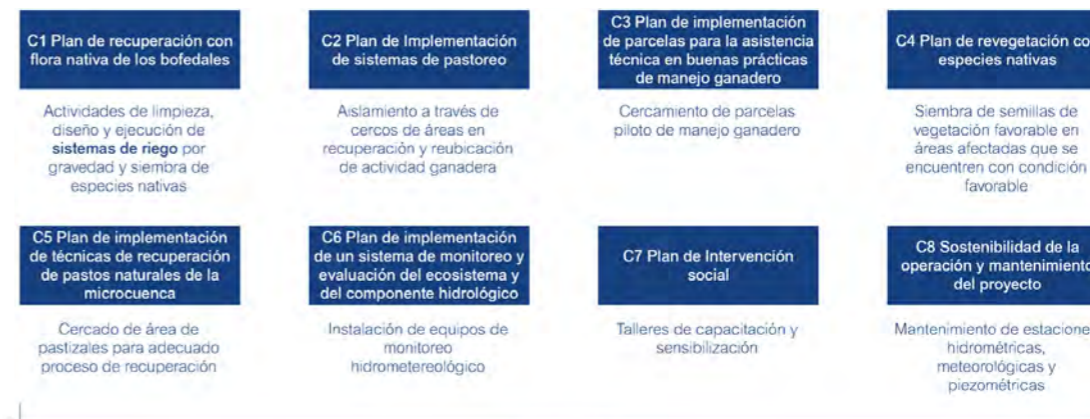 C1 Plan de recuperación con
flora nativa de los bofedales
Actividades de limpieza,
diseño y ejecución de
sistemas de riego por
gravedad y siembra de
especies nativas
C2 Plan de Implementación
de sistemas de pastoreo
Aislamiento a través de
cercos de áreas en
recuperación y reubicación
de actividad ganadera
C3 Plan de implementación
de parcelas para la asistencia
técnica en buenas prácticas
de manejo ganadero
Cercamiento de parcelas
piloto de manejo ganadero
C4 Plan de revegetación co
especies nativas
Siembra de semillas de
vegetación favorable en
áreas afectadas que se
encuentren con condición
favorable
C5 Plan de implementación
de técnicas de recuperación
de pastos naturales de la
microcuenca
Cercado de área de
pastizales para adecuado
proceso de recuperación
C6 Plan de implementación
de un sistema de monitoreo y
evaluación del ecosistema y
del componente hidrológico
Instalación de equipos de
monitoreo
hidrometereológico
C7 Plan de Intervención
social
Talleres de capacitación y
sensibilización
C8 Sostenibilidad de la
operación y mantenimiento
del proyecto
Mantenimiento de estacione
hidrométricas,
meteorológicas y
piezométricas